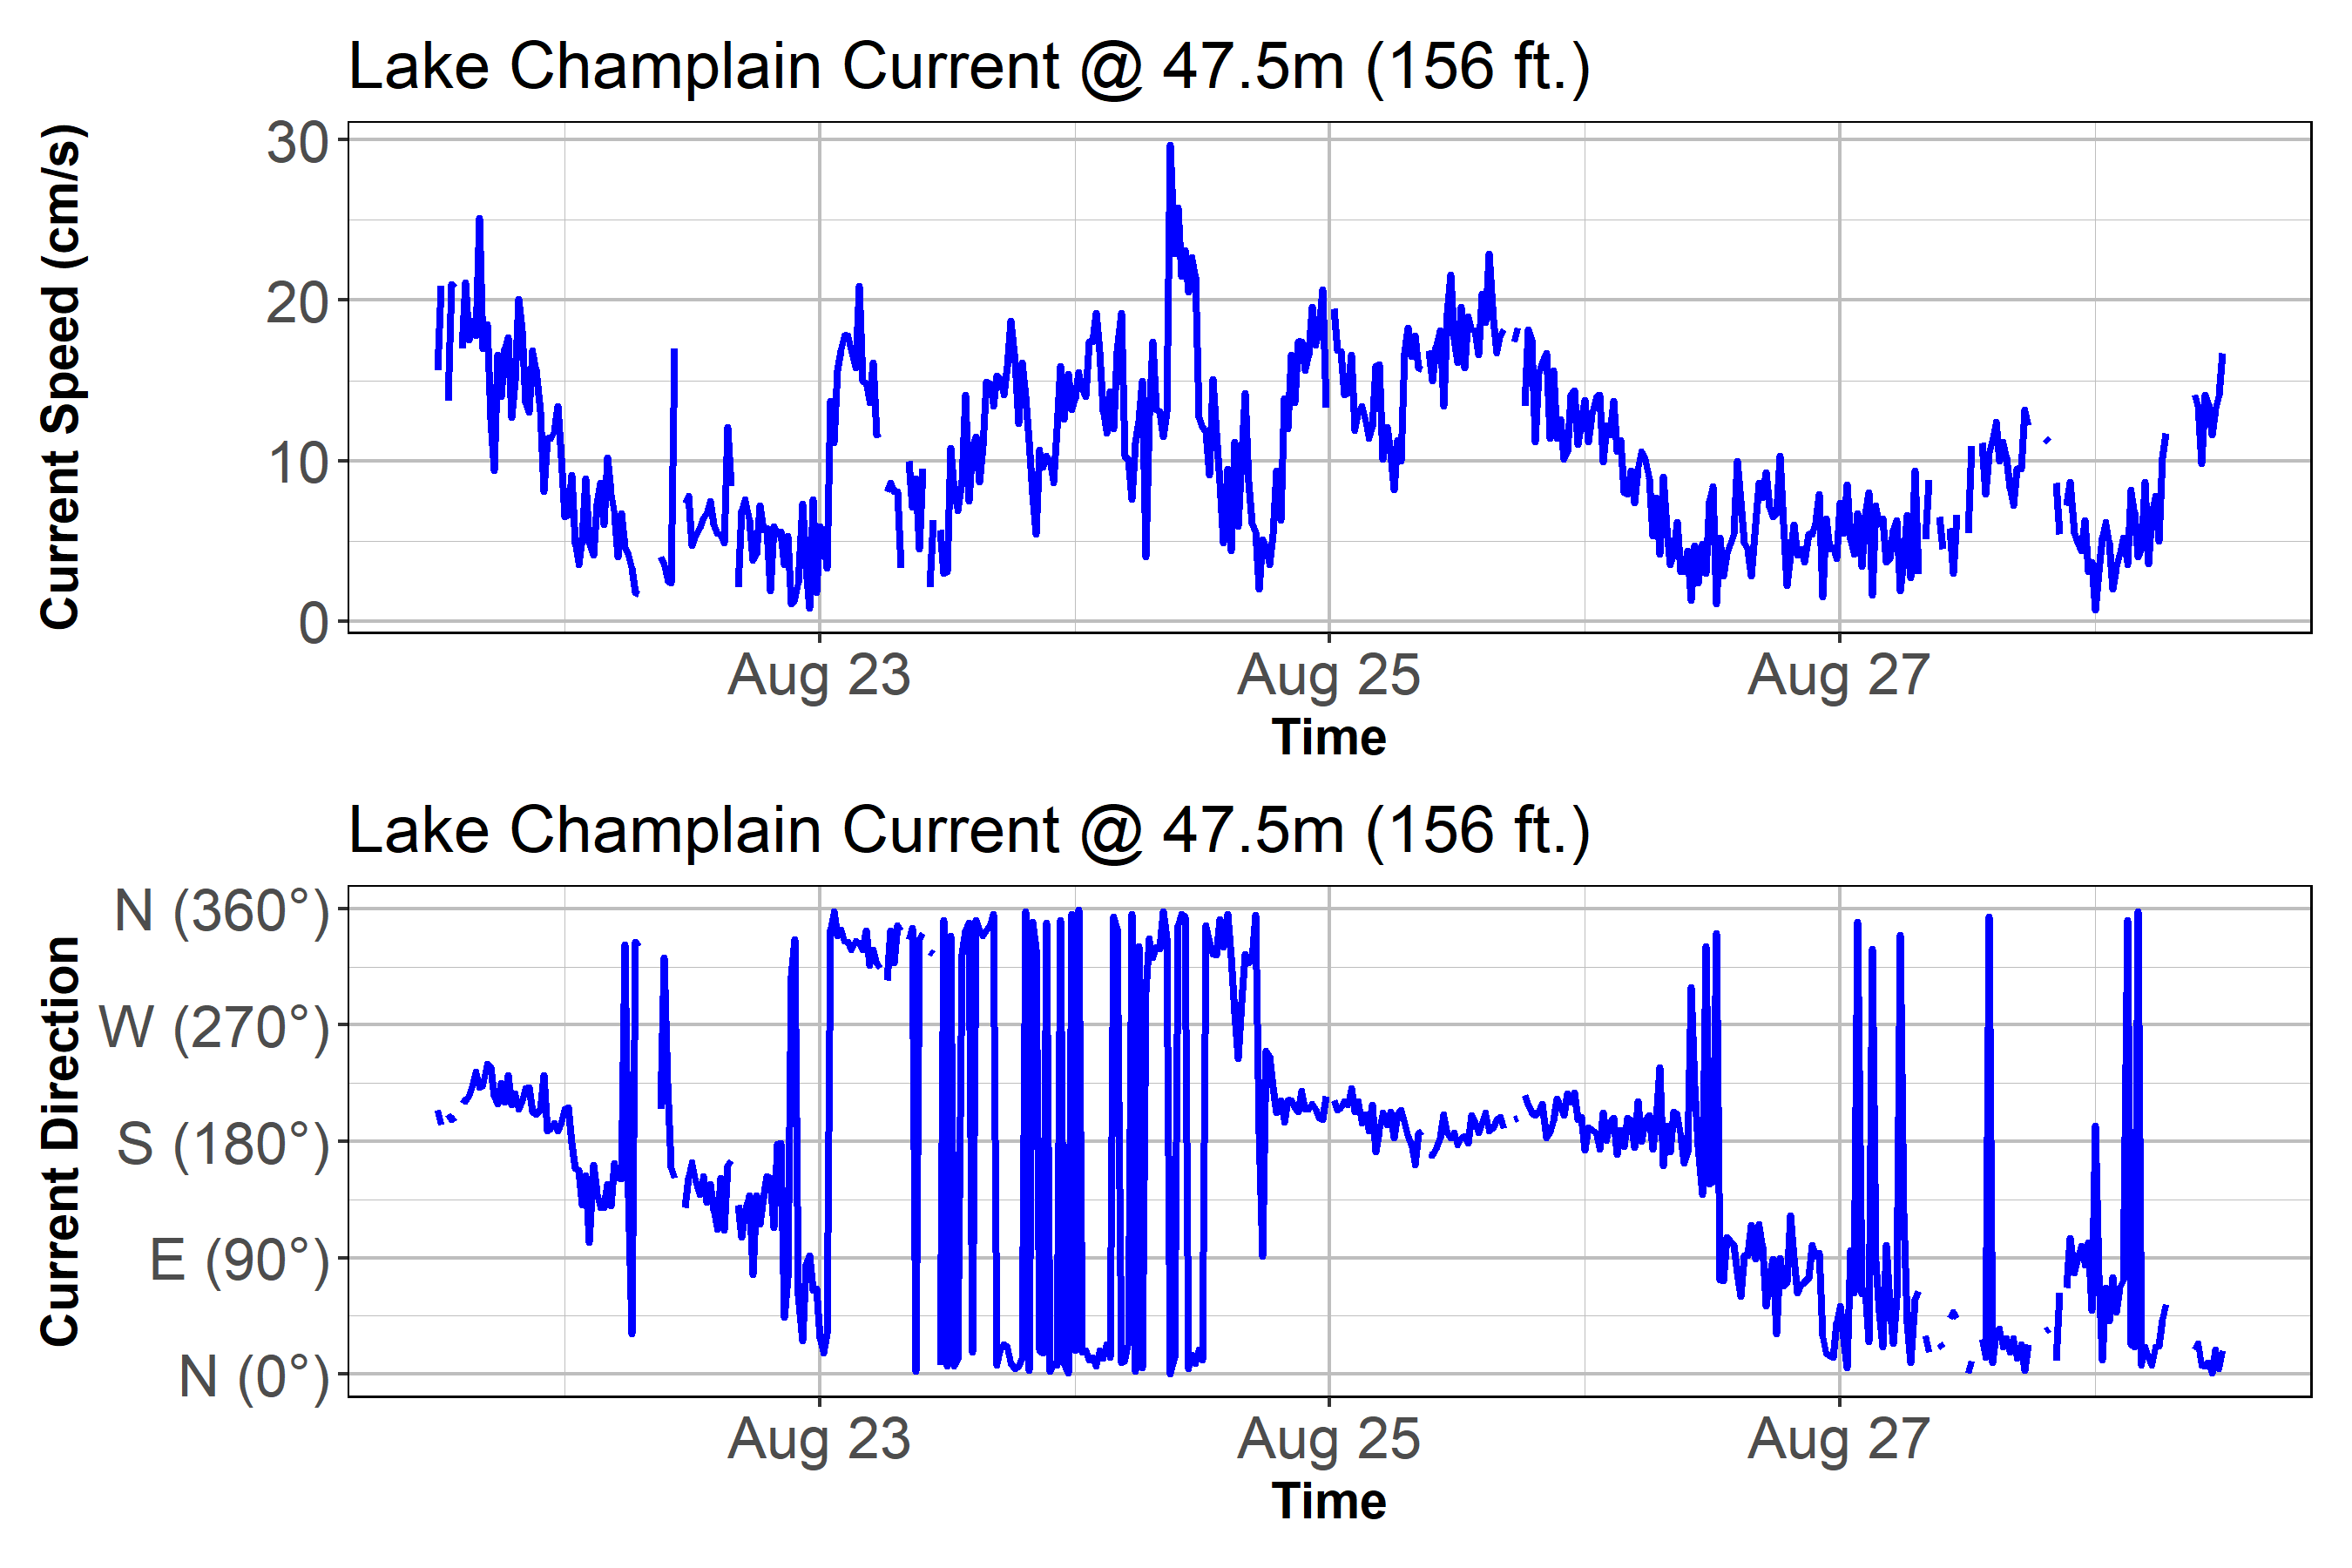 Lake Champlain Current @ 47.5m (156 ft.)
Current Speed (cm/s)
30
20
10
0
Aug 23 Aug 25 Aug 27
Time
Lake Champlain Current @ 47.5m (156 ft.)
Current Direction
N (360°)
W (270°)
S (180°)
E (90°)
N (0°)
Aug 23 Aug 25 Aug 27
Time